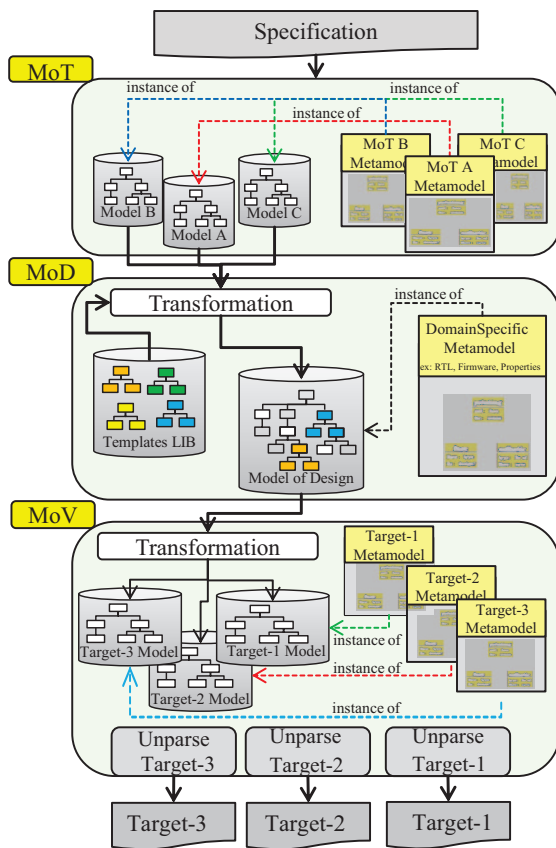 Specification
MoT
instance of
instance of
instance of
MoT B
Metamodel
MoT C
MoT A
Metamodel
Model B
Model A
Model C
MoD
Transformation
instance of
DomainSpecific
Metamodel
ex: RTL, Firmware, Properties
Templates LIB
Model of Design
MoV
Transformation
Target-1
Metamodel
Target-2
Metamodel
Target-3
Metamodel
Target-3 Model
Target-1 Model
Target-2 Model
instance of
instance of
instance of
Unparse
Target-3
Unparse
Target-2
Unparse
Target-1
Target-3
Target-2
Target-1